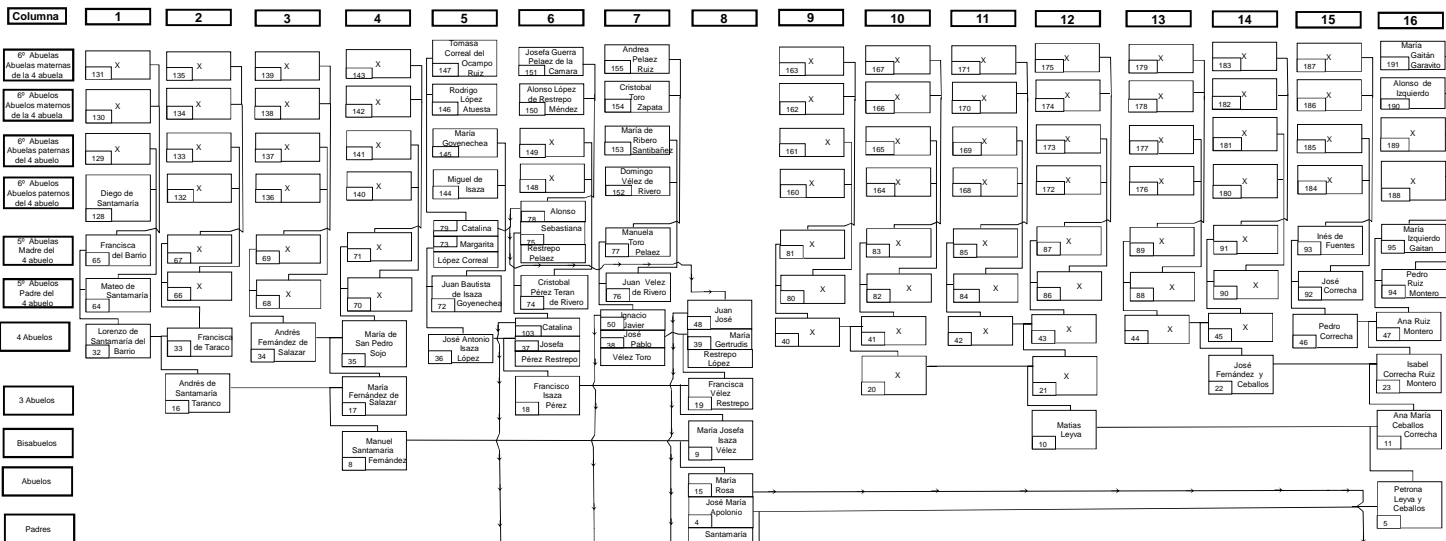 Columna 1 2 3 4 5 6 7 8 9 10 11 12 13 14 15 16
6º Abuelas
Abuelas maternas
de la 4 abuela
X
131
X
135
X
139
X
143
Tomasa
Correal del
Ocampo
147 Ruiz
Josefa Guerra
Pelaez de la
151 Camara
Andrea
Pelaez
155 Ruiz
X
163
X
167
X
171
X
175
X
179
X
183
X
187
María
Gaitán
191 Garavito
6º Abuelos
Abuelos maternos
de la 4 abuela
X
130
X
134
X
138
X
142
Rodrigo
López
146 Atuesta
Alonso López
de Restrepo
150 Méndez
Cristobal
Toro
154 Zapata
X
162
X
166
X
170
X
174
X
178
X
182
X
186
Alonso de
Izquierdo
190
6º Abuelas
Abuelas paternas
del 4 abuelo
X
129
X
133
X
137
X
141
María
Goyenechea
145
X
149
Maria de
Ribero
153 Santibañez
X
161
X
165
X
169
X
173
X
177
X
181
X
185
X
189
6º Abuelos
Abuelos paternos
del 4 abuelo
Diego de
Santamaría
128
X
132
X
136
X
140
Miguel de
Isaza
144
X
148
Domingo
Vélez de
152 Rivero
X
160
X
164
X
168
X
172
X
176
X
180
X
184
X
188
5º Abuelas
Madre del
4 abuelo
Francisca
del Barrio
65
X
67
X
69
X
71
79 Catalina
73 Margarita
López Correal
78 Alonso
Sebastiana
75
Restrepo
Pelaez
Manuela
Toro
77 Pelaez
X
81
X
83
X
85
X
87
X
89
X
91
Inés de
Fuentes
93
María
Izquierdo
95 Gaitan
5º Abuelos
Padre del
4 abuelo
Mateo de
Santamaría
64
X
66
X
68
X
70
Juan Bautista
de Isaza
72 Goyenechea
Cristobal
Pérez Teran
74 de Rivero
Juan Velez
de Rivero
76
X
80
X
82
X
84
X
86
X
88
X
90
José
Correcha
92
Pedro
Ruiz
94 Montero
4 Abuelos
Lorenzo de
Santamaría del
32 Barrio
Francisca
33 de Taraco
Andrés
Fernández de
34 Salazar
María de
San Pedro
35 Sojo
José Antonio
Isaza
36 López
Catalina
103
37 Josefa
Pérez Restrepo
50 Ignacio
Javier
José
38 Pablo
Vélez Toro
Juan
48 José
39 María
Gertrudis
Restrepo
López
X
40
X
41
X
42
X
43
X
44
X
45
Pedro
46 Correcha
Ana Ruiz
Montero
47
3 Abuelos
Andrés de
Santamaría
16 Taranco
María
Fernández de
17 Salazar
Francisco
Isaza
18 Pérez
Francisca
Vélez
19 Restrepo
X
20
X
21
José
Fernández y
22 Ceballos
Isabel
Correcha Ruiz
23 Montero
Bisabuelos
Manuel
Santamaría
8 Fernández
María Josefa
Isaza
9 Vélez
Matias
Leyva
10
Ana María
Ceballos
11 Correcha
Abuelos
María
15 Rosa
José María
Apolonio
4
Santamaría
Petrona
Leyva y
Ceballos
5
Padres